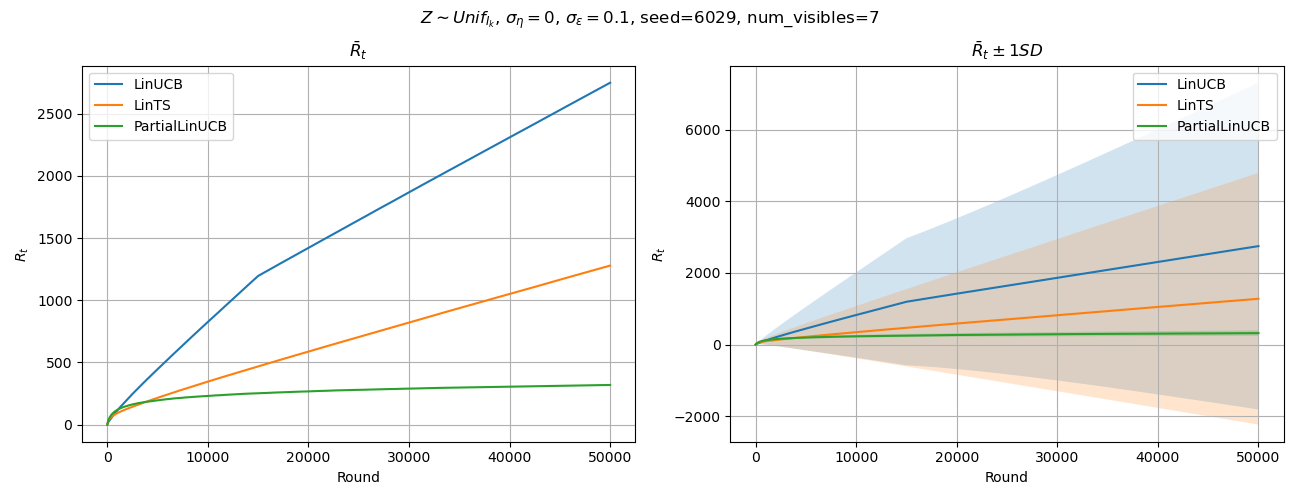 Z ~ Unif_{I_k}, σ_η = 0, σ_ε = 0.1, seed=6029, num_visibles=7
R̄_t
R_t
2500
2000
1500
1000
500
0
LinUCB
LinTS
PartialLinUCB
0 10000 20000 30000 40000 50000
Round
R̄_t ± 1SD
R_t
6000
4000
2000
0
−2000
LinUCB
LinTS
PartialLinUCB
0 10000 20000 30000 40000 50000
Round